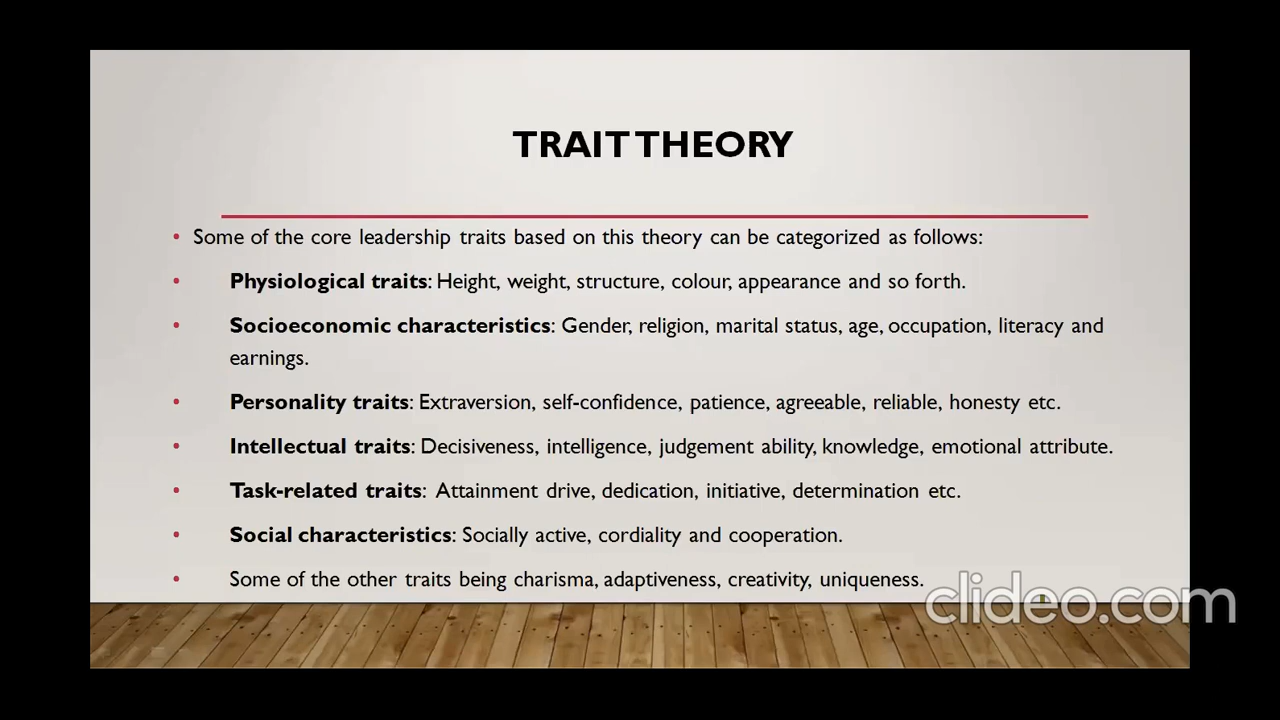 TRAIT THEORY
• Some of the core leadership traits based on this theory can be categorized as follows:
• Physiological traits: Height, weight, structure, colour, appearance and so forth.
• Socioeconomic characteristics: Gender, religion, marital status, age, occupation, literacy and
earnings.
• Personality traits: Extraversion, self-confidence, patience, agreeable, reliable, honesty etc.
• Intellectual traits: Decisiveness, intelligence, judgement ability, knowledge, emotional attribute.
• Task-related traits: Attainment drive, dedication, initiative, determination etc.
• Social characteristics: Socially active, cordiality and cooperation.
• Some of the other traits being charisma, adaptiveness, creativity, uniqueness.
clideo.com